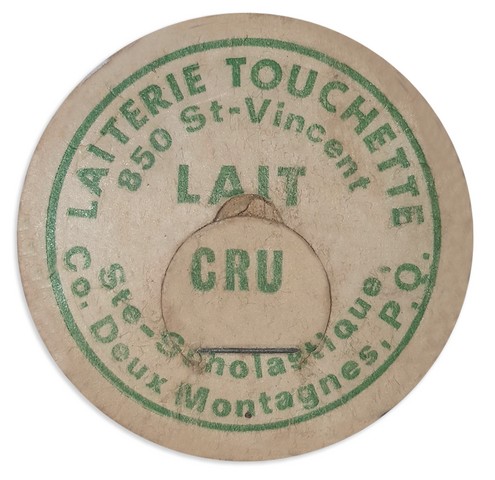 LAITERIE TOUCHETTE
850 St-Vincent
LAIT
CRU
Ste-Scholastique,
Co. Deux Montagnes, P.Q.